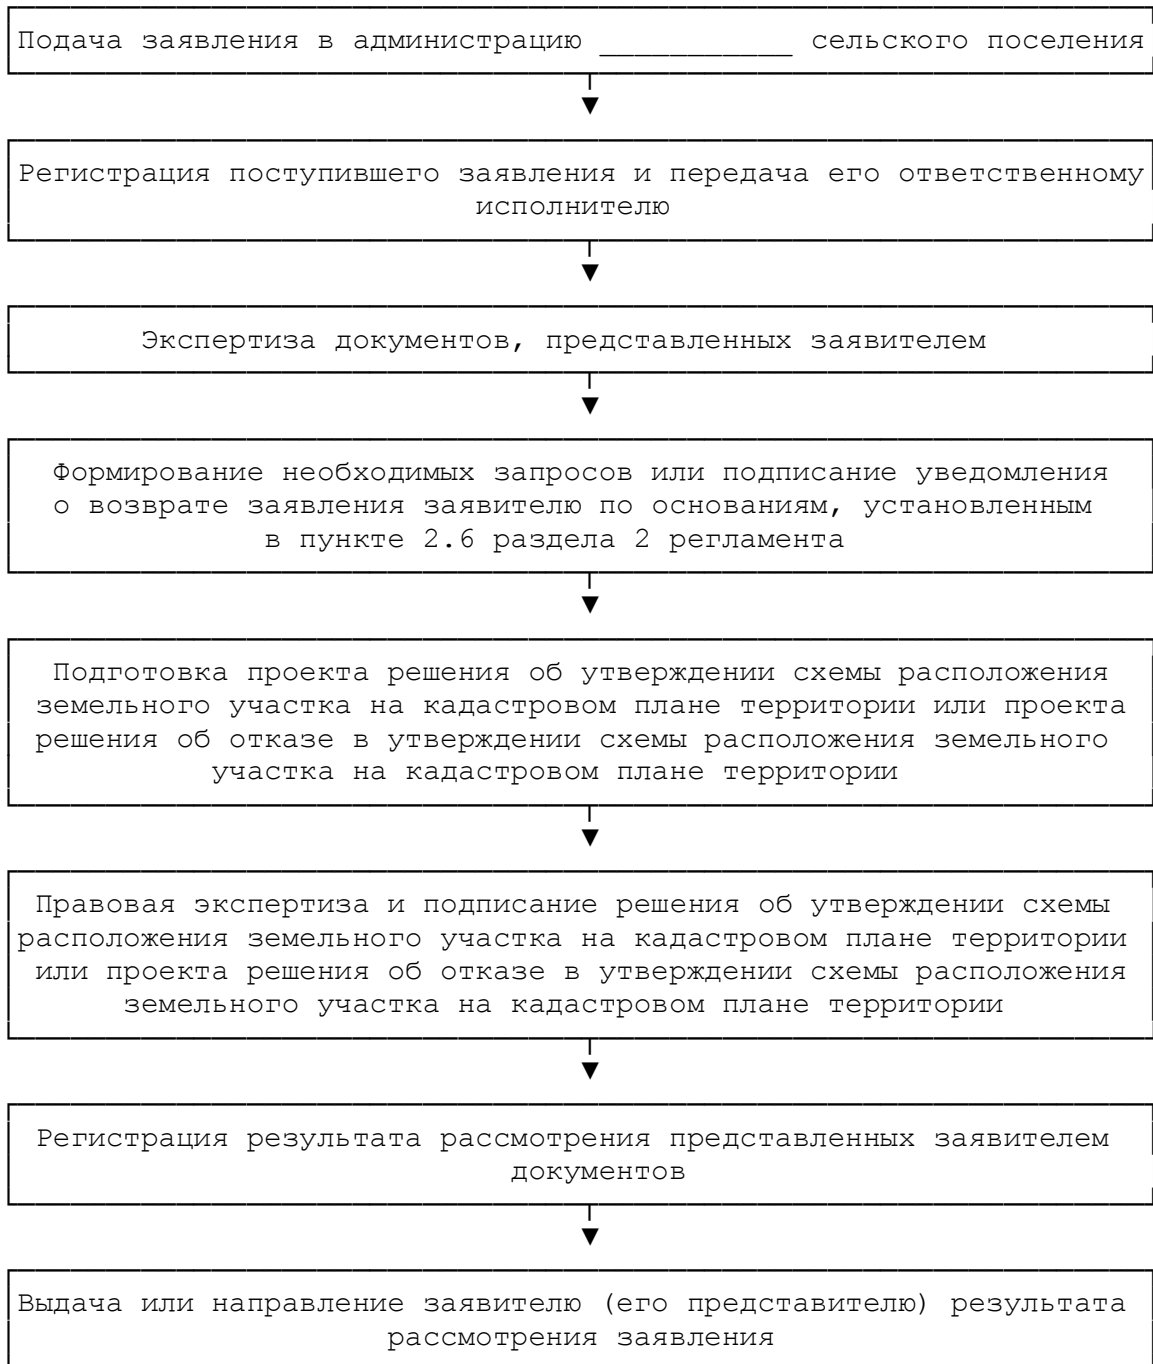 Подача заявления в администрацию ___________ сельского поселения
Регистрация поступившего заявления и передача его ответственному
исполнителю
Экспертиза документов, представленных заявителем
Формирование необходимых запросов или подписание уведомления
о возврате заявления заявителю по основаниям, установленным
в пункте 2.6 раздела 2 регламента
Подготовка проекта решения об утверждении схемы расположения
земельного участка на кадастровом плане территории или проекта
решения об отказе в утверждении схемы расположения земельного
участка на кадастровом плане территории
Правовая экспертиза и подписание решения об утверждении схемы
расположения земельного участка на кадастровом плане территории
или проекта решения об отказе в утверждении схемы расположения
земельного участка на кадастровом плане территории
Регистрация результата рассмотрения представленных заявителем
документов
Выдача или направление заявителю (его представителю) результата
рассмотрения заявления